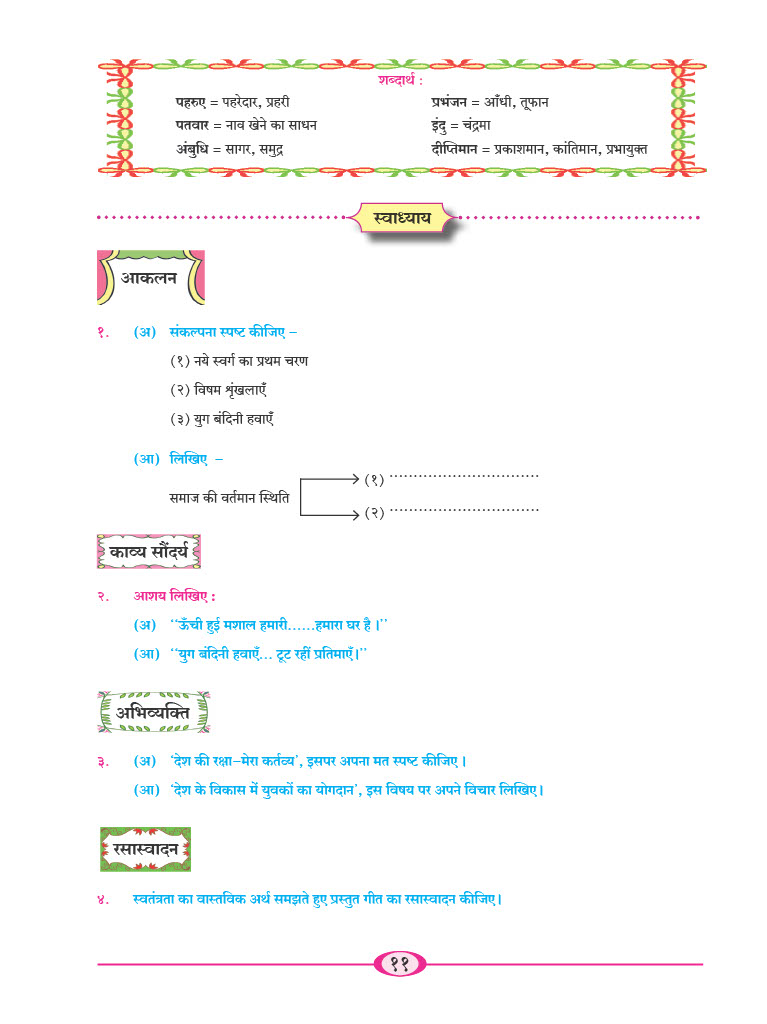 शब्दार्थ :
पहरुए = पहरेदार, प्रहरी
प्रभंजन = आँधी, तूफान
पतवार = नाव खेने का साधन
इंदु = चंद्रमा
अंबुधि = सागर, समुद्र
दीप्तिमान = प्रकाशमान, कांतिमान, प्रभायुक्त
स्वाध्याय
आकलन
१. (अ) संकल्पना स्पष्ट कीजिए –
(१) नये स्वर्ग का प्रथम चरण
(२) विषम शृंखलाएँ
(३) युग बंदिनी हवाएँ
(आ) लिखिए –
समाज की वर्तमान स्थिति
(१) ..............................
(२) ..............................
काव्य सौंदर्य
२. आशय लिखिए :
(अ) ‘‘ऊँची हुई मशाल हमारी......हमारा घर है।’’
(आ) ‘‘युग बंदिनी हवाएँ... टूट रहीं प्रतिमाएँ।’’
अभिव्यक्ति
३. (अ) ‘देश की रक्षा–मेरा कर्तव्य’, इसपर अपना मत स्पष्ट कीजिए।
(आ) ‘देश के विकास में युवकों का योगदान’, इस विषय पर अपने विचार लिखिए।
रसास्वादन
४. स्वतंत्रता का वास्तविक अर्थ समझते हुए प्रस्तुत गीत का रसास्वादन कीजिए।
११